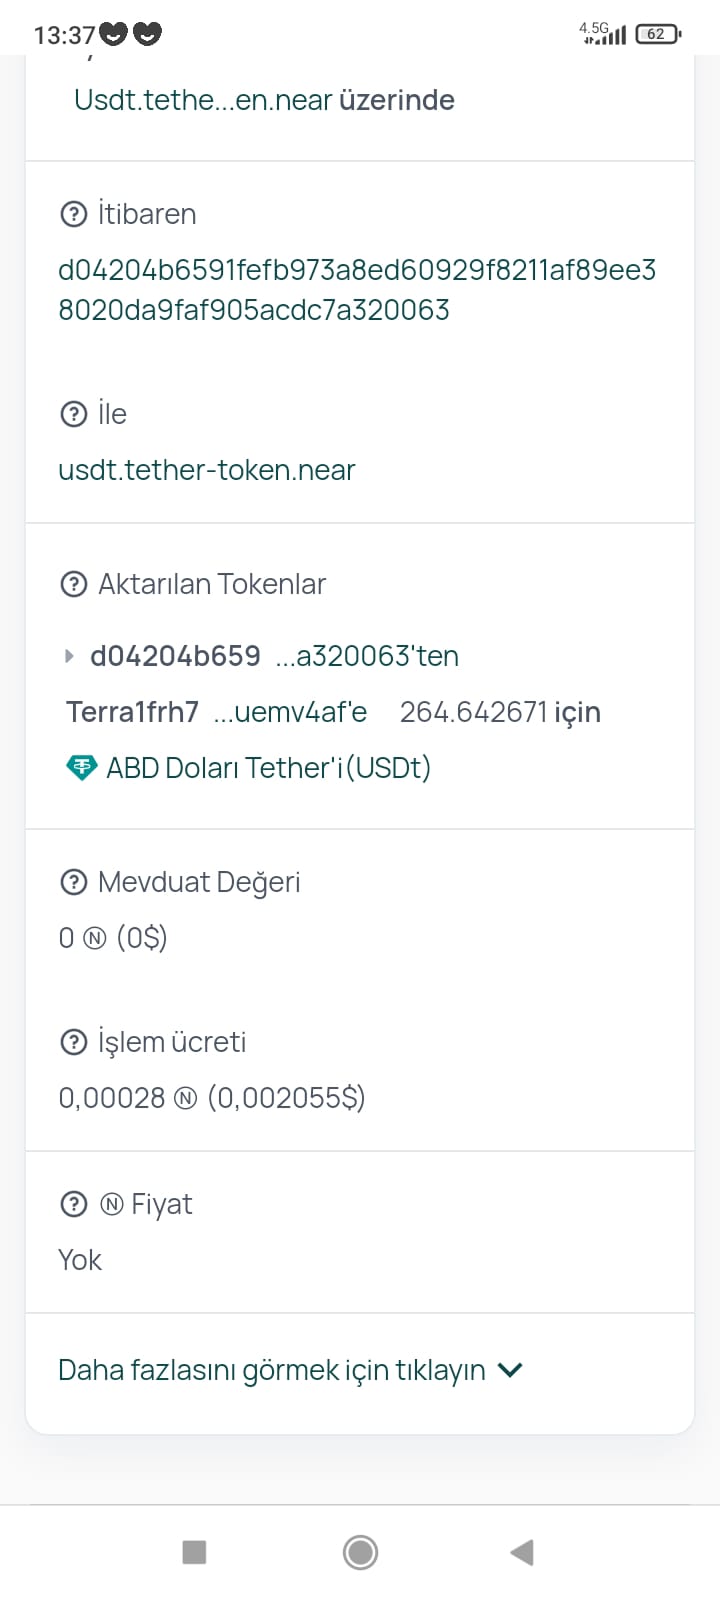 13:37
4.5G
62
Usdt.tethe...en.near üzerinde
İtibaren
d04204b6591fefb973a8ed60929f8211af89ee3
8020da9faf905acdc7a320063
İle
usdt.tether-token.near
Aktarılan Tokenlar
d04204b659 ...a320063'ten
Terra1frh7 ...uemv4af'e 264.642671 için
ABD Doları Tether'i(USDt)
Mevduat Değeri
0 Ⓝ (0$)
İşlem ücreti
0,00028 Ⓝ (0,002055$)
Ⓝ Fiyat
Yok
Daha fazlasını görmek için tıklayın